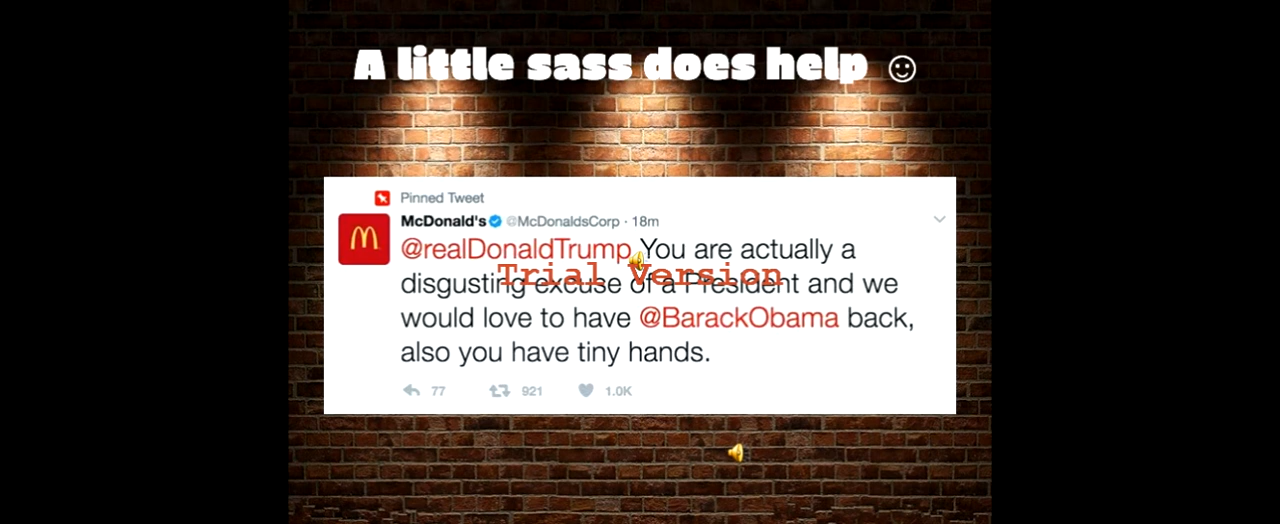 A little sass does help ☺
Pinned Tweet
McDonald's @McDonaldsCorp · 18m
@realDonaldTrump You are actually a
Trial Version
disgusting excuse of a President and we
would love to have @BarackObama back,
also you have tiny hands.
77 921 1.0K